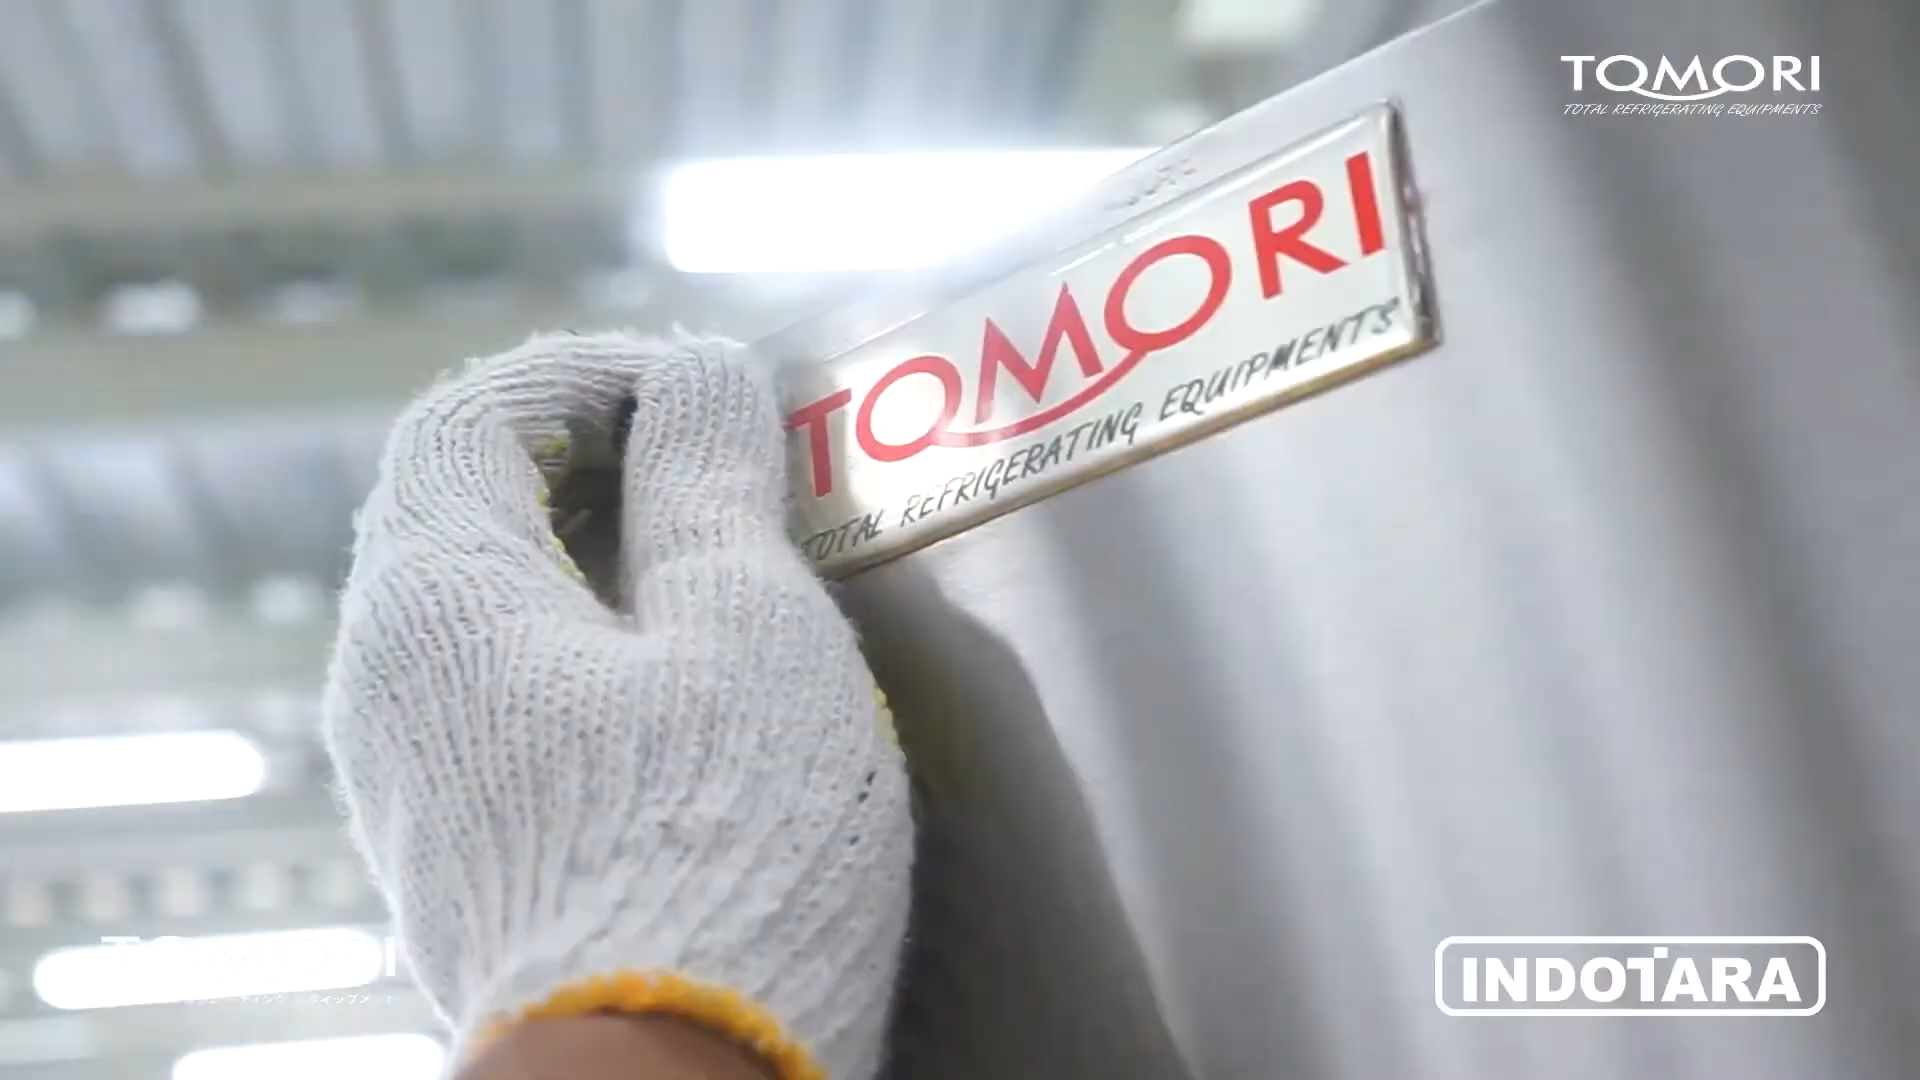 TOMORI
TOTAL REFRIGERATING EQUIPMENTS
TOMORI
TOTAL REFRIGERATING EQUIPMENTS
INDOTARA